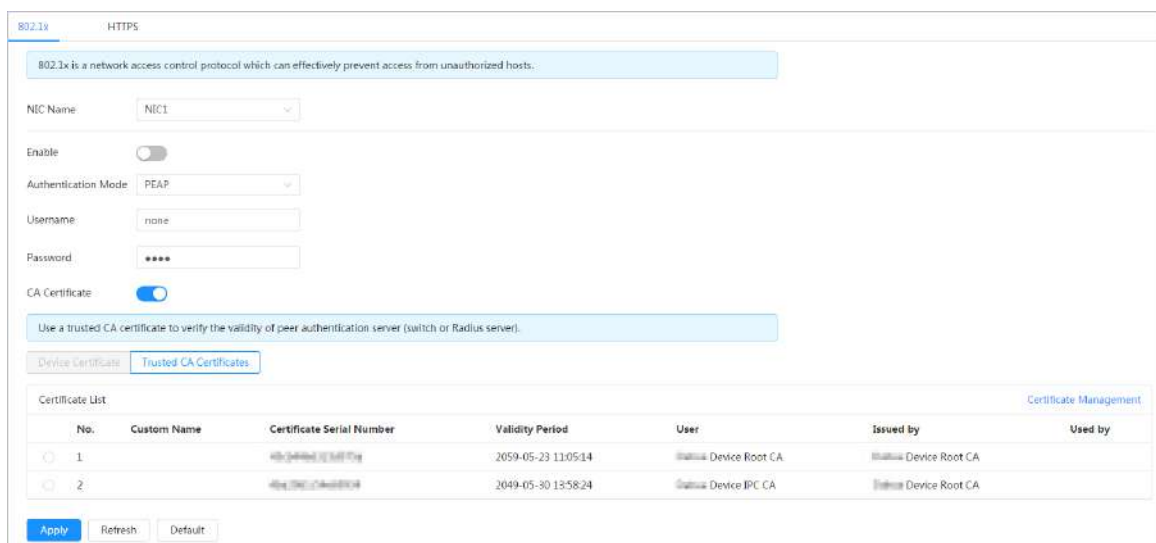 802.1x HTTPS
802.1x is a network access control protocol which can effectively prevent access from unauthorized hosts.
NIC Name NIC1
Enable
Authentication Mode PEAP
Username none
Password ••••
CA Certificate
Use a trusted CA certificate to verify the validity of peer authentication server (switch or Radius server).
Device Certificate Trusted CA Certificates
Certificate List Certificate Management
No. Custom Name Certificate Serial Number Validity Period User Issued by Used by
1 2059-05-23 11:05:14 Device Root CA Device Root CA
2 2049-05-30 13:58:24 Device IPC CA Device Root CA
Apply Refresh Default